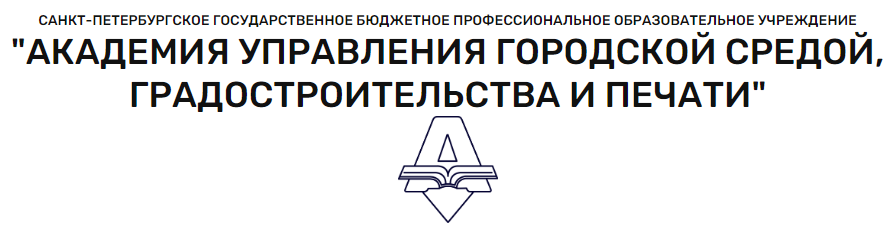 САНКТ-ПЕТЕРБУРГСКОЕ ГОСУДАРСТВЕННОЕ БЮДЖЕТНОЕ ПРОФЕССИОНАЛЬНОЕ ОБРАЗОВАТЕЛЬНОЕ УЧРЕЖДЕНИЕ
"АКАДЕМИЯ УПРАВЛЕНИЯ ГОРОДСКОЙ СРЕДОЙ,
ГРАДОСТРОИТЕЛЬСТВА И ПЕЧАТИ"